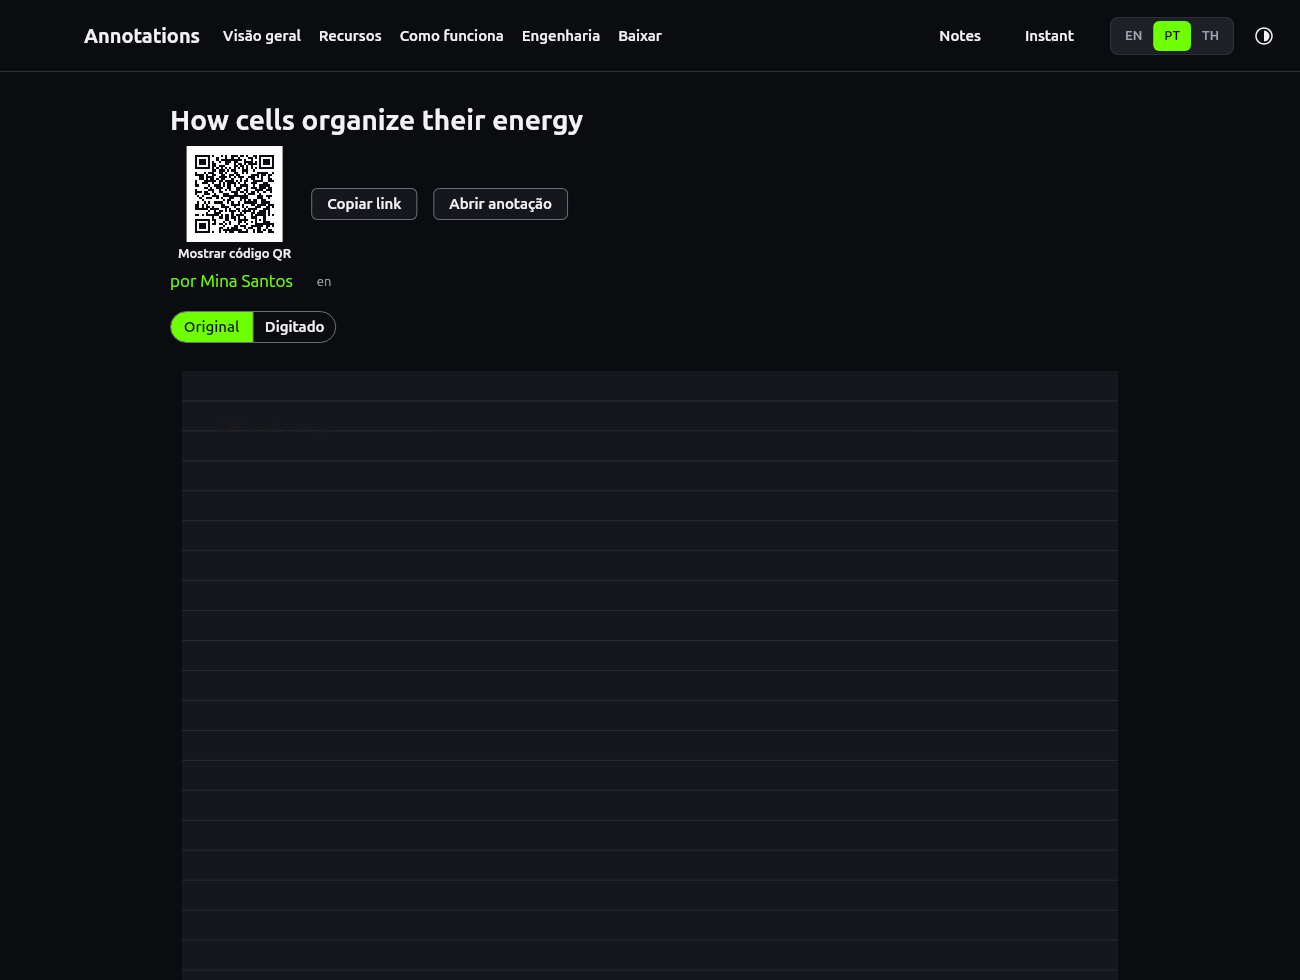 Annotations Visão geral Recursos Como funciona Engenharia Baixar Notes Instant EN PT TH
How cells organize their energy
Copiar link Abrir anotação
Mostrar código QR
por Mina Santos en
Original Digitado